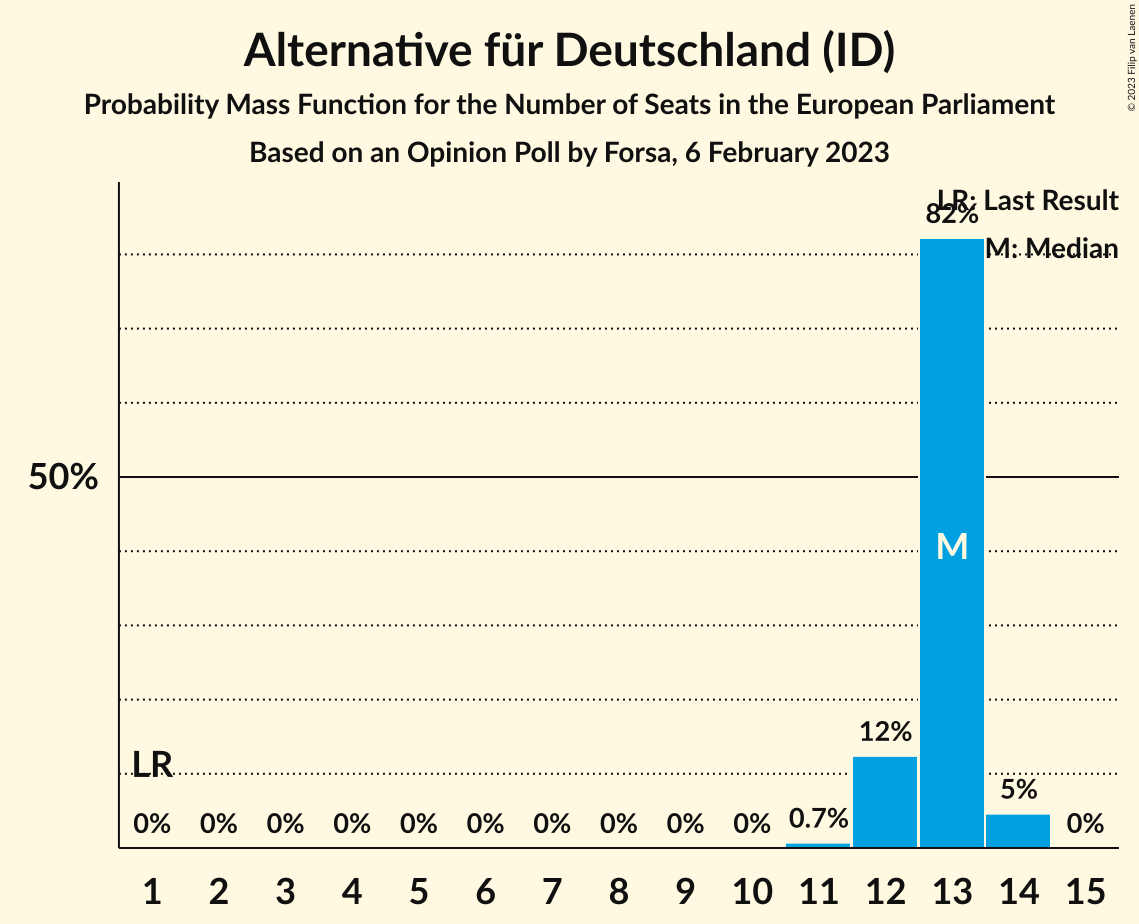 Alternative für Deutschland (ID)
Probability Mass Function for the Number of Seats in the European Parliament
Based on an Opinion Poll by Forsa, 6 February 2023
© 2023 Filip van Laenen
LR: Last Result
M: Median
82%
50%
M
12%
LR
5%
0% 0% 0% 0% 0% 0% 0% 0% 0% 0% 0.7% 0%
1 2 3 4 5 6 7 8 9 10 11 12 13 14 15